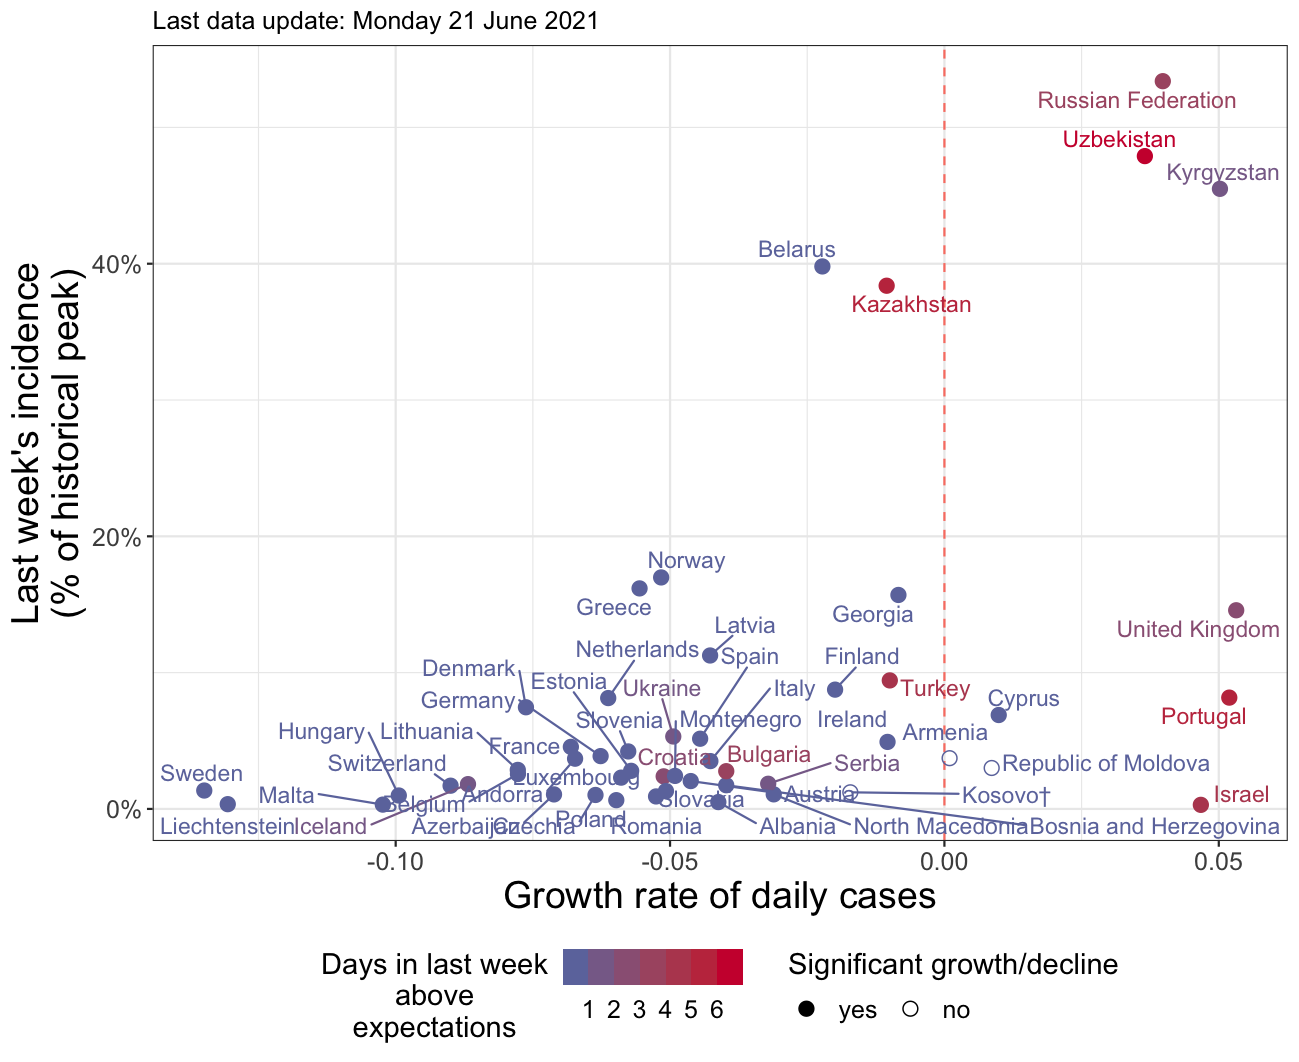 Last data update: Monday 21 June 2021
Last week's incidence
(% of historical peak)
40%
20%
0%
Russian Federation
Uzbekistan
Kyrgyzstan
Belarus
Kazakhstan
Norway
Greece
Georgia
United Kingdom
Latvia
Netherlands
Spain
Finland
Denmark
Estonia
Ukraine
Italy
Turkey
Germany
Cyprus
Slovenia
Montenegro
Ireland
Portugal
Hungary
Lithuania
Armenia
France
Croatia
Bulgaria
Switzerland
Serbia
Republic of Moldova
Sweden
Luxembourg
Malta
Belgium
Andorra
Slovakia
Austria
Kosovo†
Israel
Liechtenstein
Iceland
Azerbaijan
Czechia
Poland
Romania
Albania
North Macedonia
Bosnia and Herzegovina
-0.10
-0.05
0.00
0.05
Growth rate of daily cases
Days in last week
above
expectations
1 2 3 4 5 6
Significant growth/decline
yes
no